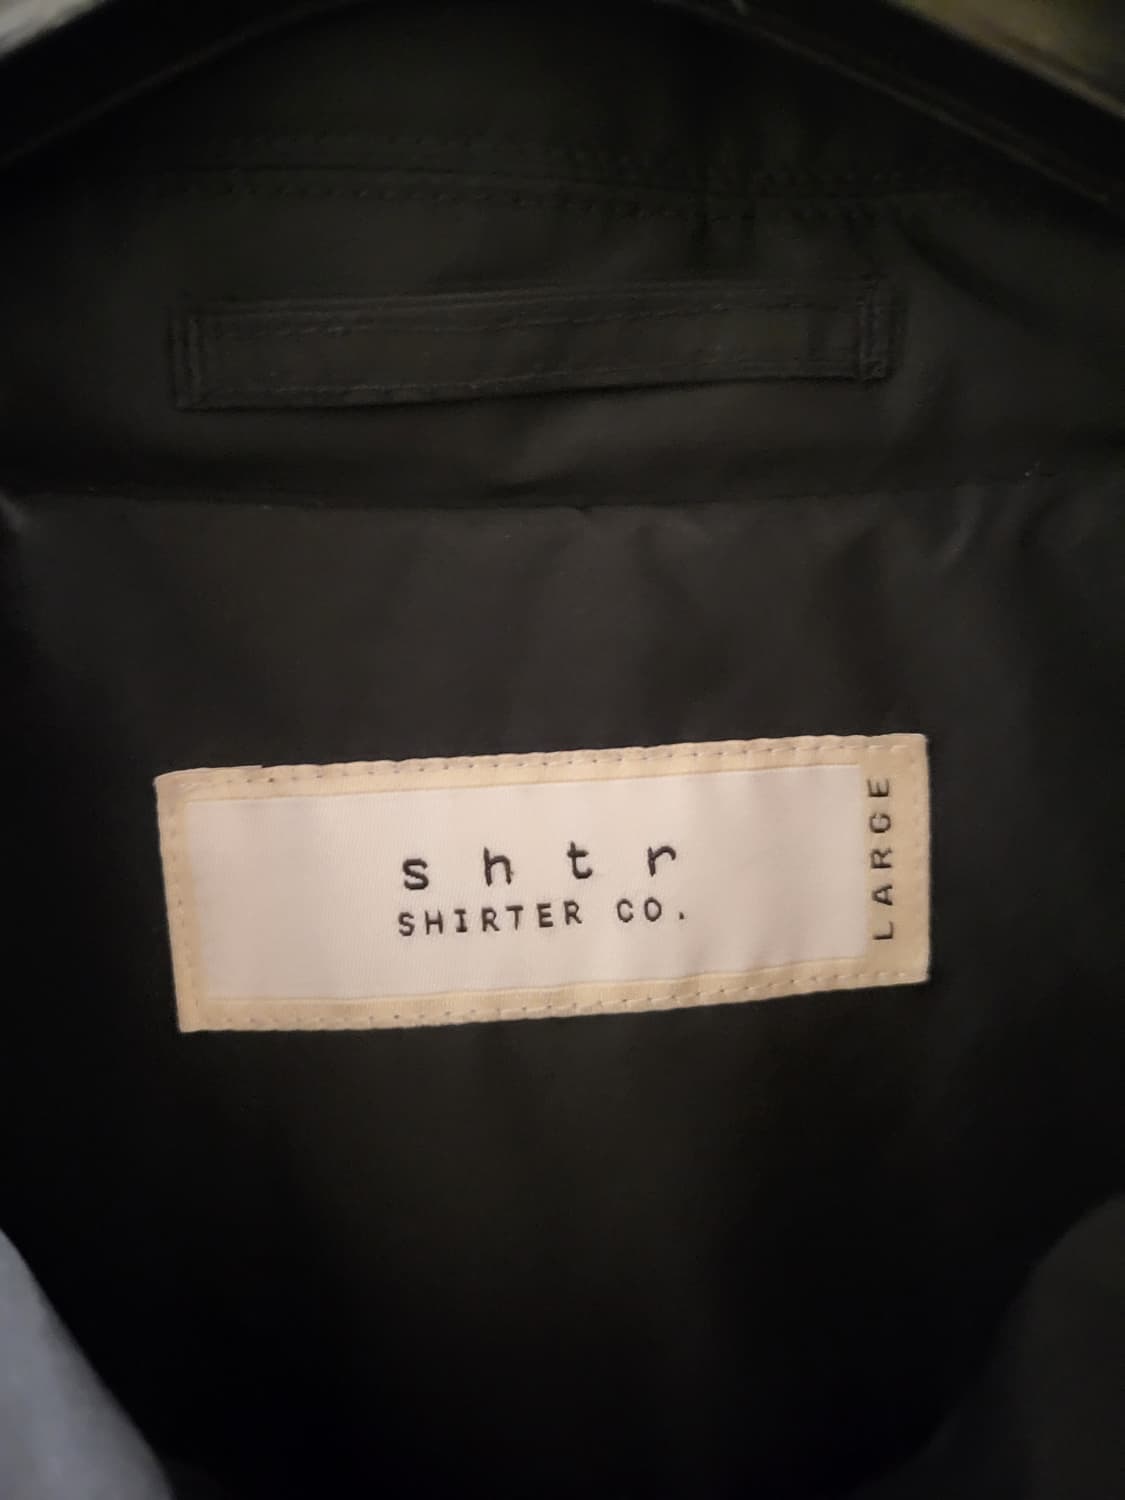 s h t r
SHIRTER CO.
LARGE